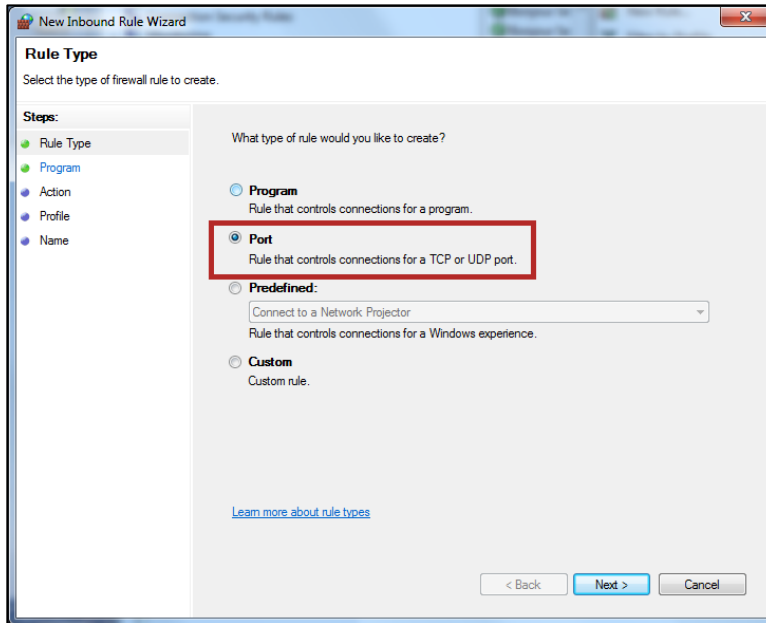 New Inbound Rule Wizard
Rule Type
Select the type of firewall rule to create.
Steps:
Rule Type
Program
Action
Profile
Name
What type of rule would you like to create?
Program
Rule that controls connections for a program.
Port
Rule that controls connections for a TCP or UDP port.
Predefined:
Connect to a Network Projector
Rule that controls connections for a Windows experience.
Custom
Custom rule.
Learn more about rule types
< Back
Next >
Cancel